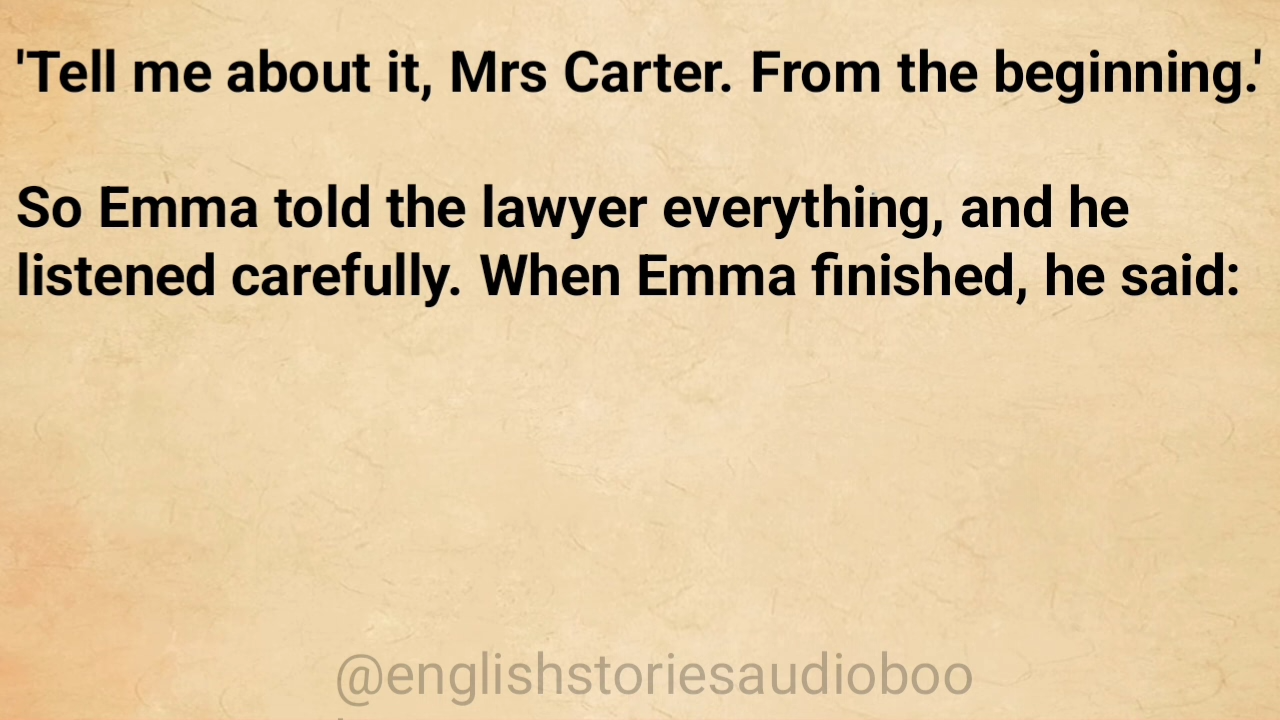 'Tell me about it, Mrs Carter. From the beginning.'
So Emma told the lawyer everything, and he
listened carefully. When Emma finished, he said:
@englishstoriesaudioboo